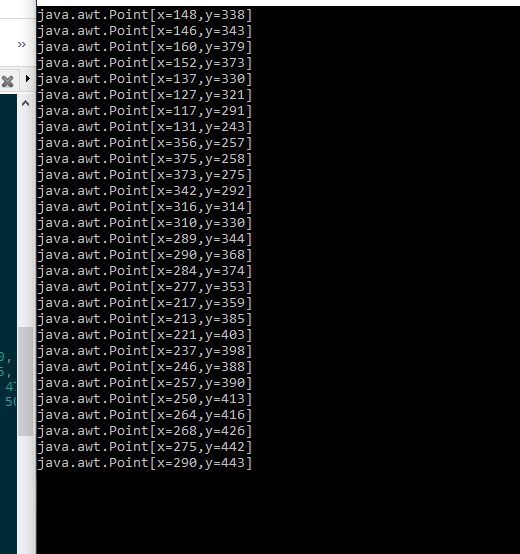 »
java.awt.Point[x=148,y=338]
java.awt.Point[x=146,y=343]
java.awt.Point[x=160,y=379]
java.awt.Point[x=152,y=373]
java.awt.Point[x=137,y=330]
java.awt.Point[x=127,y=321]
java.awt.Point[x=117,y=291]
java.awt.Point[x=131,y=243]
java.awt.Point[x=356,y=257]
java.awt.Point[x=375,y=258]
java.awt.Point[x=373,y=275]
java.awt.Point[x=342,y=292]
java.awt.Point[x=316,y=314]
java.awt.Point[x=310,y=330]
java.awt.Point[x=289,y=344]
java.awt.Point[x=290,y=368]
java.awt.Point[x=284,y=374]
java.awt.Point[x=277,y=353]
java.awt.Point[x=217,y=359]
java.awt.Point[x=213,y=385]
java.awt.Point[x=221,y=403]
java.awt.Point[x=237,y=398]
java.awt.Point[x=246,y=388]
java.awt.Point[x=257,y=390]
java.awt.Point[x=250,y=413]
java.awt.Point[x=264,y=416]
java.awt.Point[x=268,y=426]
java.awt.Point[x=275,y=442]
java.awt.Point[x=290,y=443]